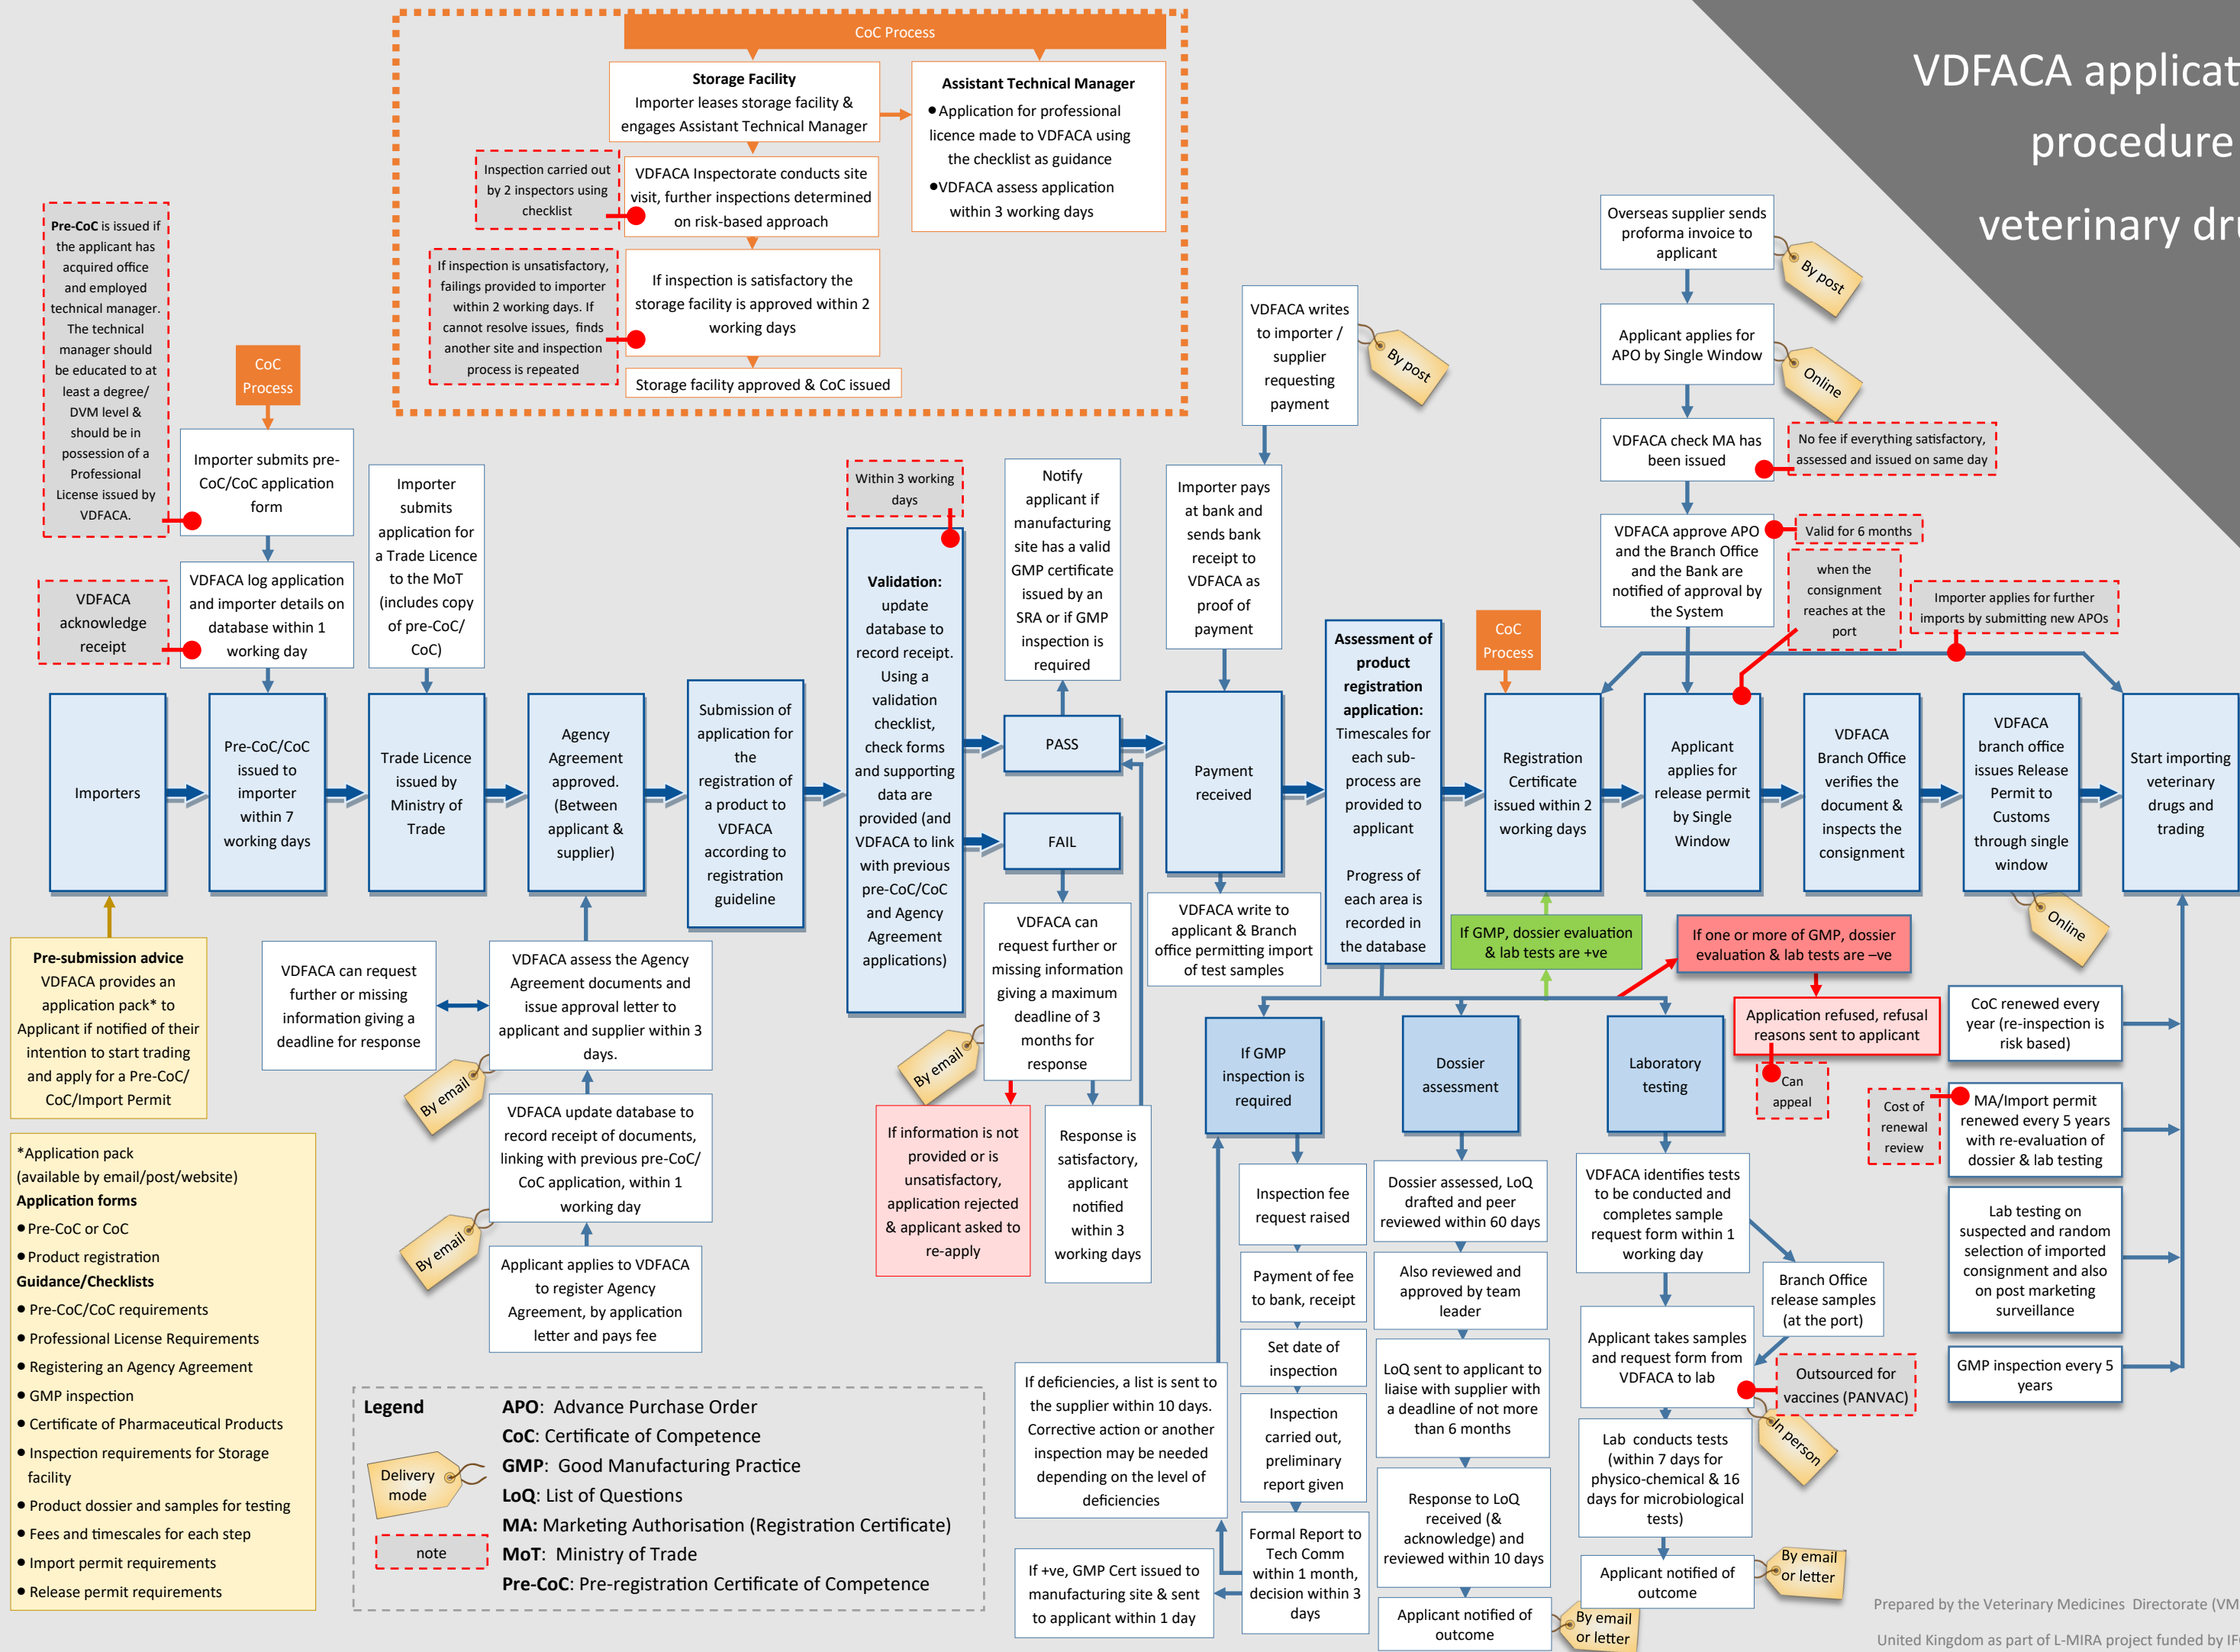 VDFACA applicat
procedure
veterinary dru
CoC Process
Storage Facility
Importer leases storage facility &
engages Assistant Technical Manager
Assistant Technical Manager
● Application for professional
licence made to VDFACA using
the checklist as guidance
● VDFACA assess application
within 3 working days
Inspection carried out
by 2 inspectors using
checklist
VDFACA Inspectorate conducts site
visit, further inspections determined
on risk-based approach
If inspection is unsatisfactory,
failings provided to importer
within 2 working days. If
cannot resolve issues, finds
another site and inspection
process is repeated
If inspection is satisfactory the
storage facility is approved within 2
working days
Storage facility approved & CoC issued
Pre-CoC is issued if
the applicant has
acquired office
and employed
technical manager.
The technical
manager should
be educated to at
least a degree/
DVM level &
should be in
possession of a
Professional
License issued by
VDFACA.
CoC
Process
Importer submits pre-
CoC/CoC application
form
VDFACA
acknowledge
receipt
VDFACA log application
and importer details on
database within 1
working day
Importer
submits
application for
a Trade Licence
to the MoT
(includes copy
of pre-CoC/
CoC)
Within 3 working
days
Notify
applicant if
manufacturing
site has a valid
GMP certificate
issued by an
SRA or if GMP
inspection is
required
VDFACA writes
to importer /
supplier
requesting
payment
By post
Importer pays
at bank and
sends bank
receipt to
VDFACA as
proof of
payment
Overseas supplier sends
proforma invoice to
applicant
By post
Applicant applies for
APO by Single Window
Online
VDFACA check MA has
been issued
No fee if everything satisfactory,
assessed and issued on same day
VDFACA approve APO
and the Branch Office
and the Bank are
notified of approval by
the System
Valid for 6 months
when the
consignment
reaches at the
port
Importer applies for further
imports by submitting new APOs
CoC
Process
Importers
Pre-CoC/CoC
issued to
importer
within 7
working days
Trade Licence
issued by
Ministry of
Trade
Agency
Agreement
approved.
(Between
applicant &
supplier)
Submission of
application for
the
registration of
a product to
VDFACA
according to
registration
guideline
Validation:
update
database to
record receipt.
Using a
validation
checklist,
check forms
and supporting
data are
provided (and
VDFACA to link
with previous
pre-CoC/CoC
and Agency
Agreement
applications)
PASS
FAIL
Payment
received
Assessment of
product
registration
application:
Timescales for
each sub-
process are
provided to
applicant
Progress of
each area is
recorded in
the database
Registration
Certificate
issued within 2
working days
Applicant
applies for
release permit
by Single
Window
VDFACA
Branch Office
verifies the
document &
inspects the
consignment
VDFACA
branch office
issues Release
Permit to
Customs
through single
window
Online
Start importing
veterinary
drugs and
trading
Pre-submission advice
VDFACA provides an
application pack* to
Applicant if notified of their
intention to start trading
and apply for a Pre-CoC/
CoC/Import Permit
VDFACA can request
further or missing
information giving a
deadline for response
VDFACA assess the Agency
Agreement documents and
issue approval letter to
applicant and supplier within 3
days.
By email
VDFACA update database to
record receipt of documents,
linking with previous pre-CoC/
CoC application, within 1
working day
By email
Applicant applies to VDFACA
to register Agency
Agreement, by application
letter and pays fee
VDFACA can
request further or
missing information
giving a maximum
deadline of 3
months for
response
By email
If information is not
provided or is
unsatisfactory,
application rejected
& applicant asked to
re-apply
Response is
satisfactory,
applicant
notified
within 3
working days
VDFACA write to
applicant & Branch
office permitting import
of test samples
If GMP, dossier evaluation
& lab tests are +ve
If one or more of GMP, dossier
evaluation & lab tests are –ve
Application refused, refusal
reasons sent to applicant
Can
appeal
If GMP
inspection is
required
Dossier
assessment
Laboratory
testing
Inspection fee
request raised
Payment of fee
to bank, receipt
Set date of
inspection
Inspection
carried out,
preliminary
report given
Formal Report to
Tech Comm
within 1 month,
decision within 3
days
If deficiencies, a list is sent to
the supplier within 10 days.
Corrective action or another
inspection may be needed
depending on the level of
deficiencies
If +ve, GMP Cert issued to
manufacturing site & sent
to applicant within 1 day
Dossier assessed, LoQ
drafted and peer
reviewed within 60 days
Also reviewed and
approved by team
leader
LoQ sent to applicant to
liaise with supplier with
a deadline of not more
than 6 months
Response to LoQ
received (&
acknowledge) and
reviewed within 10 days
Applicant notified of
outcome
By email
or letter
VDFACA identifies tests
to be conducted and
completes sample
request form within 1
working day
Branch Office
release samples
(at the port)
Applicant takes samples
and request form from
VDFACA to lab
Outsourced for
vaccines (PANVAC)
In person
Lab conducts tests
(within 7 days for
physico-chemical & 16
days for microbiological
tests)
Applicant notified of
outcome
By email
or letter
CoC renewed every
year (re-inspection is
risk based)
Cost of
renewal
review
MA/Import permit
renewed every 5 years
with re-evaluation of
dossier & lab testing
Lab testing on
suspected and random
selection of imported
consignment and also
on post marketing
surveillance
GMP inspection every 5
years
*Application pack
(available by email/post/website)
Application forms
● Pre-CoC or CoC
● Product registration
Guidance/Checklists
● Pre-CoC/CoC requirements
● Professional License Requirements
● Registering an Agency Agreement
● GMP inspection
● Certificate of Pharmaceutical Products
● Inspection requirements for Storage
facility
● Product dossier and samples for testing
● Fees and timescales for each step
● Import permit requirements
● Release permit requirements
Legend
Delivery
mode
note
APO: Advance Purchase Order
CoC: Certificate of Competence
GMP: Good Manufacturing Practice
LoQ: List of Questions
MA: Marketing Authorisation (Registration Certificate)
MoT: Ministry of Trade
Pre-CoC: Pre-registration Certificate of Competence
Prepared by the Veterinary Medicines Directorate (VM
United Kingdom as part of L-MIRA project funded by IF